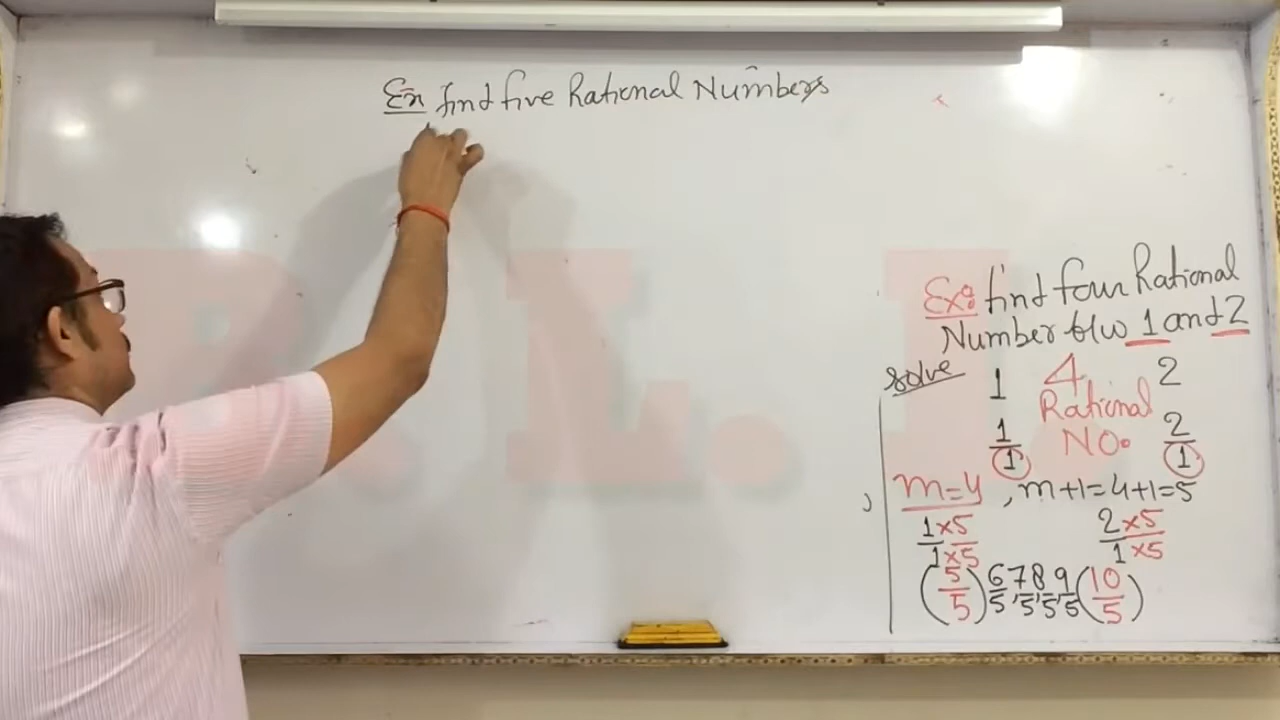 Ex find five Rational Numbers
Ex: find four Rational
Number b/w 1 and 2
solve
1 4 2
Rational
NO.
1/1 2/1
m=4 , m+1=4+1=5
1×5/1×5 2×5/1×5
(5/5) 6/5, 7/5, 8/5, 9/5 (10/5)
R. L. I